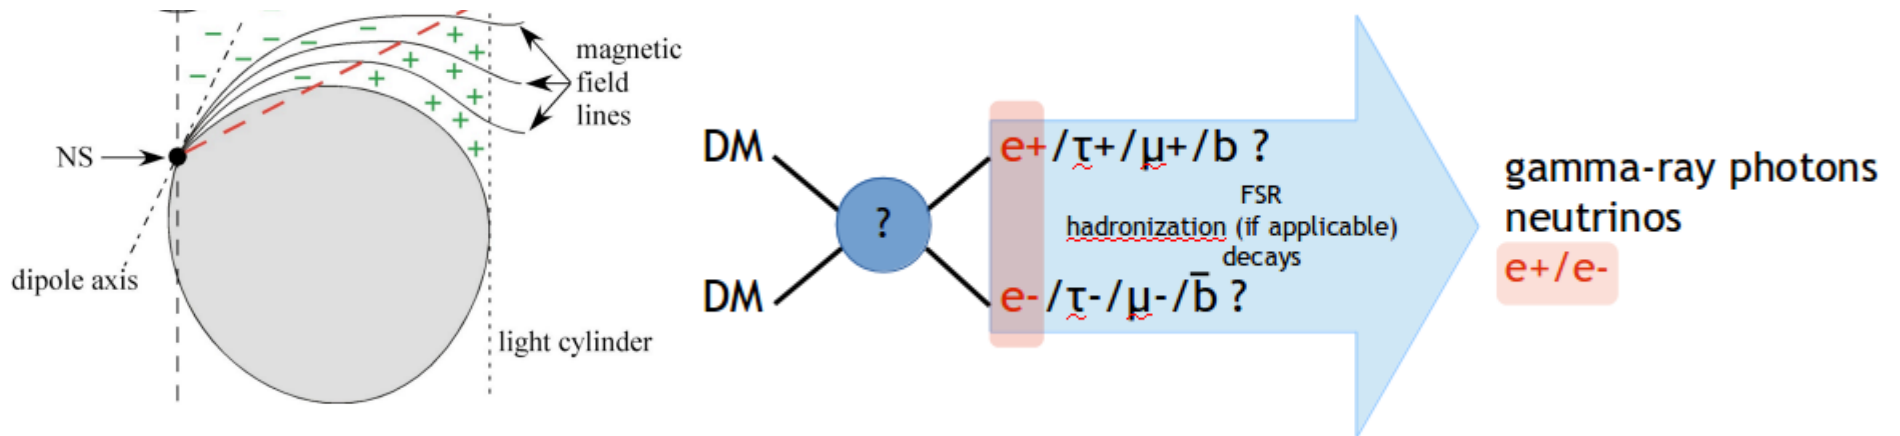 magnetic
field
lines
NS
dipole axis
light cylinder
DM
DM
?
e+/τ+/μ+/b ?
FSR
hadronization (if applicable)
decays
e-/τ-/μ-/b̄ ?
gamma-ray photons
neutrinos
e+/e-